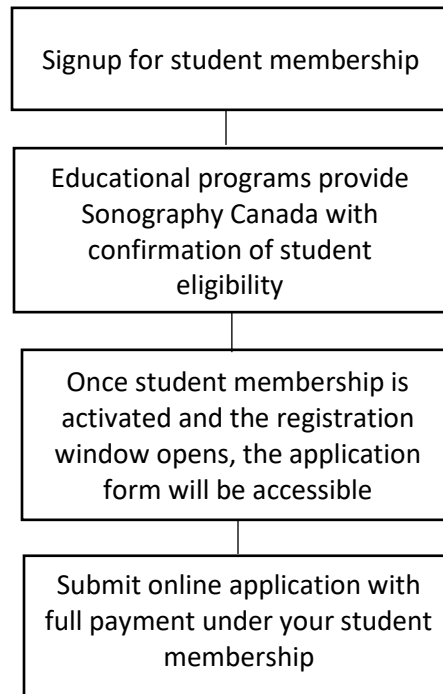 Signup for student membership
Educational programs provide
Sonography Canada with
confirmation of student
eligibility
Once student membership is
activated and the registration
window opens, the application
form will be accessible
Submit online application with
full payment under your student
membership